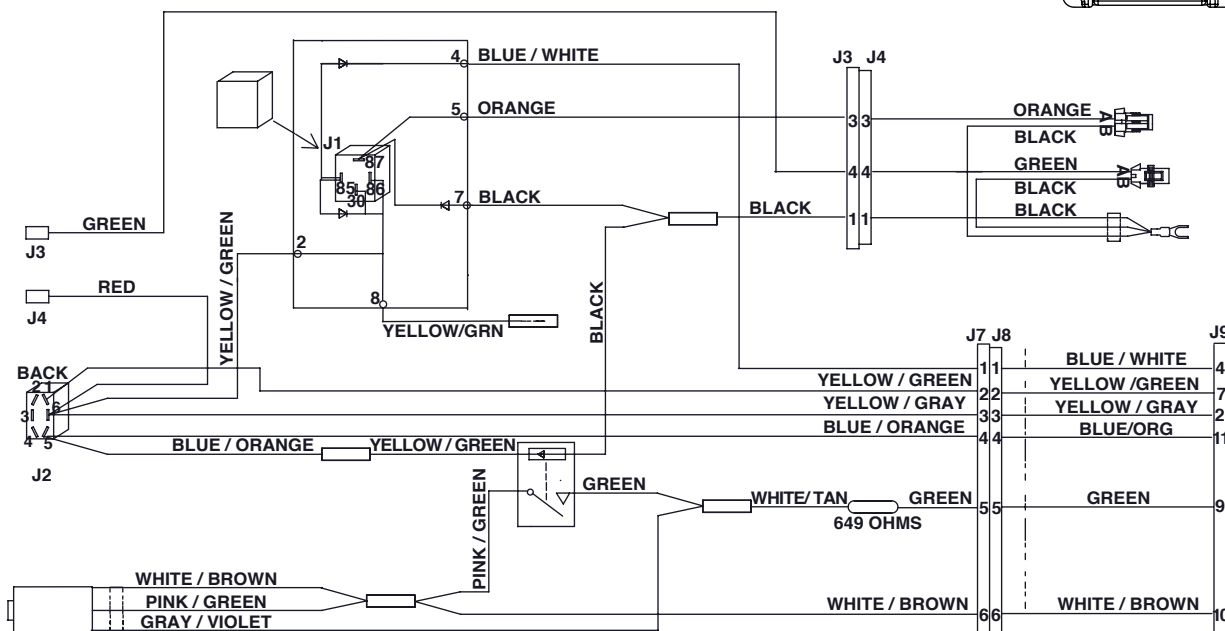 4 BLUE / WHITE
J3 J4
5 ORANGE
3 3
ORANGE A
BLACK B
J1
87
85 86
30
4 4
GREEN A
BLACK B
7 BLACK
BLACK
1 1
BLACK
GREEN
J3
2
YELLOW / GREEN
RED
J4
8
YELLOW/GRN
BLACK
J7 J8
J9
BACK
2 1
3 6
4 5
J2
1 1
BLUE / WHITE
4
YELLOW / GREEN
2 2
YELLOW /GREEN
7
YELLOW / GRAY
3 3
YELLOW / GRAY
2
BLUE / ORANGE
4 4
BLUE/ORG
11
BLUE / ORANGE
YELLOW / GREEN
PINK / GREEN
GREEN
WHITE/ TAN
649 OHMS
GREEN
5 5
GREEN
9
WHITE / BROWN
PINK / GREEN
GRAY / VIOLET
WHITE / BROWN
6 6
WHITE / BROWN
10